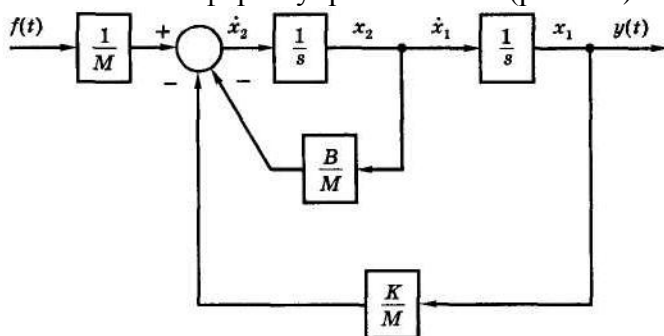 f(t) 1/M + ẋ₂ 1/s x₂ ẋ₁ 1/s x₁ y(t)
− −
B/M
K/M